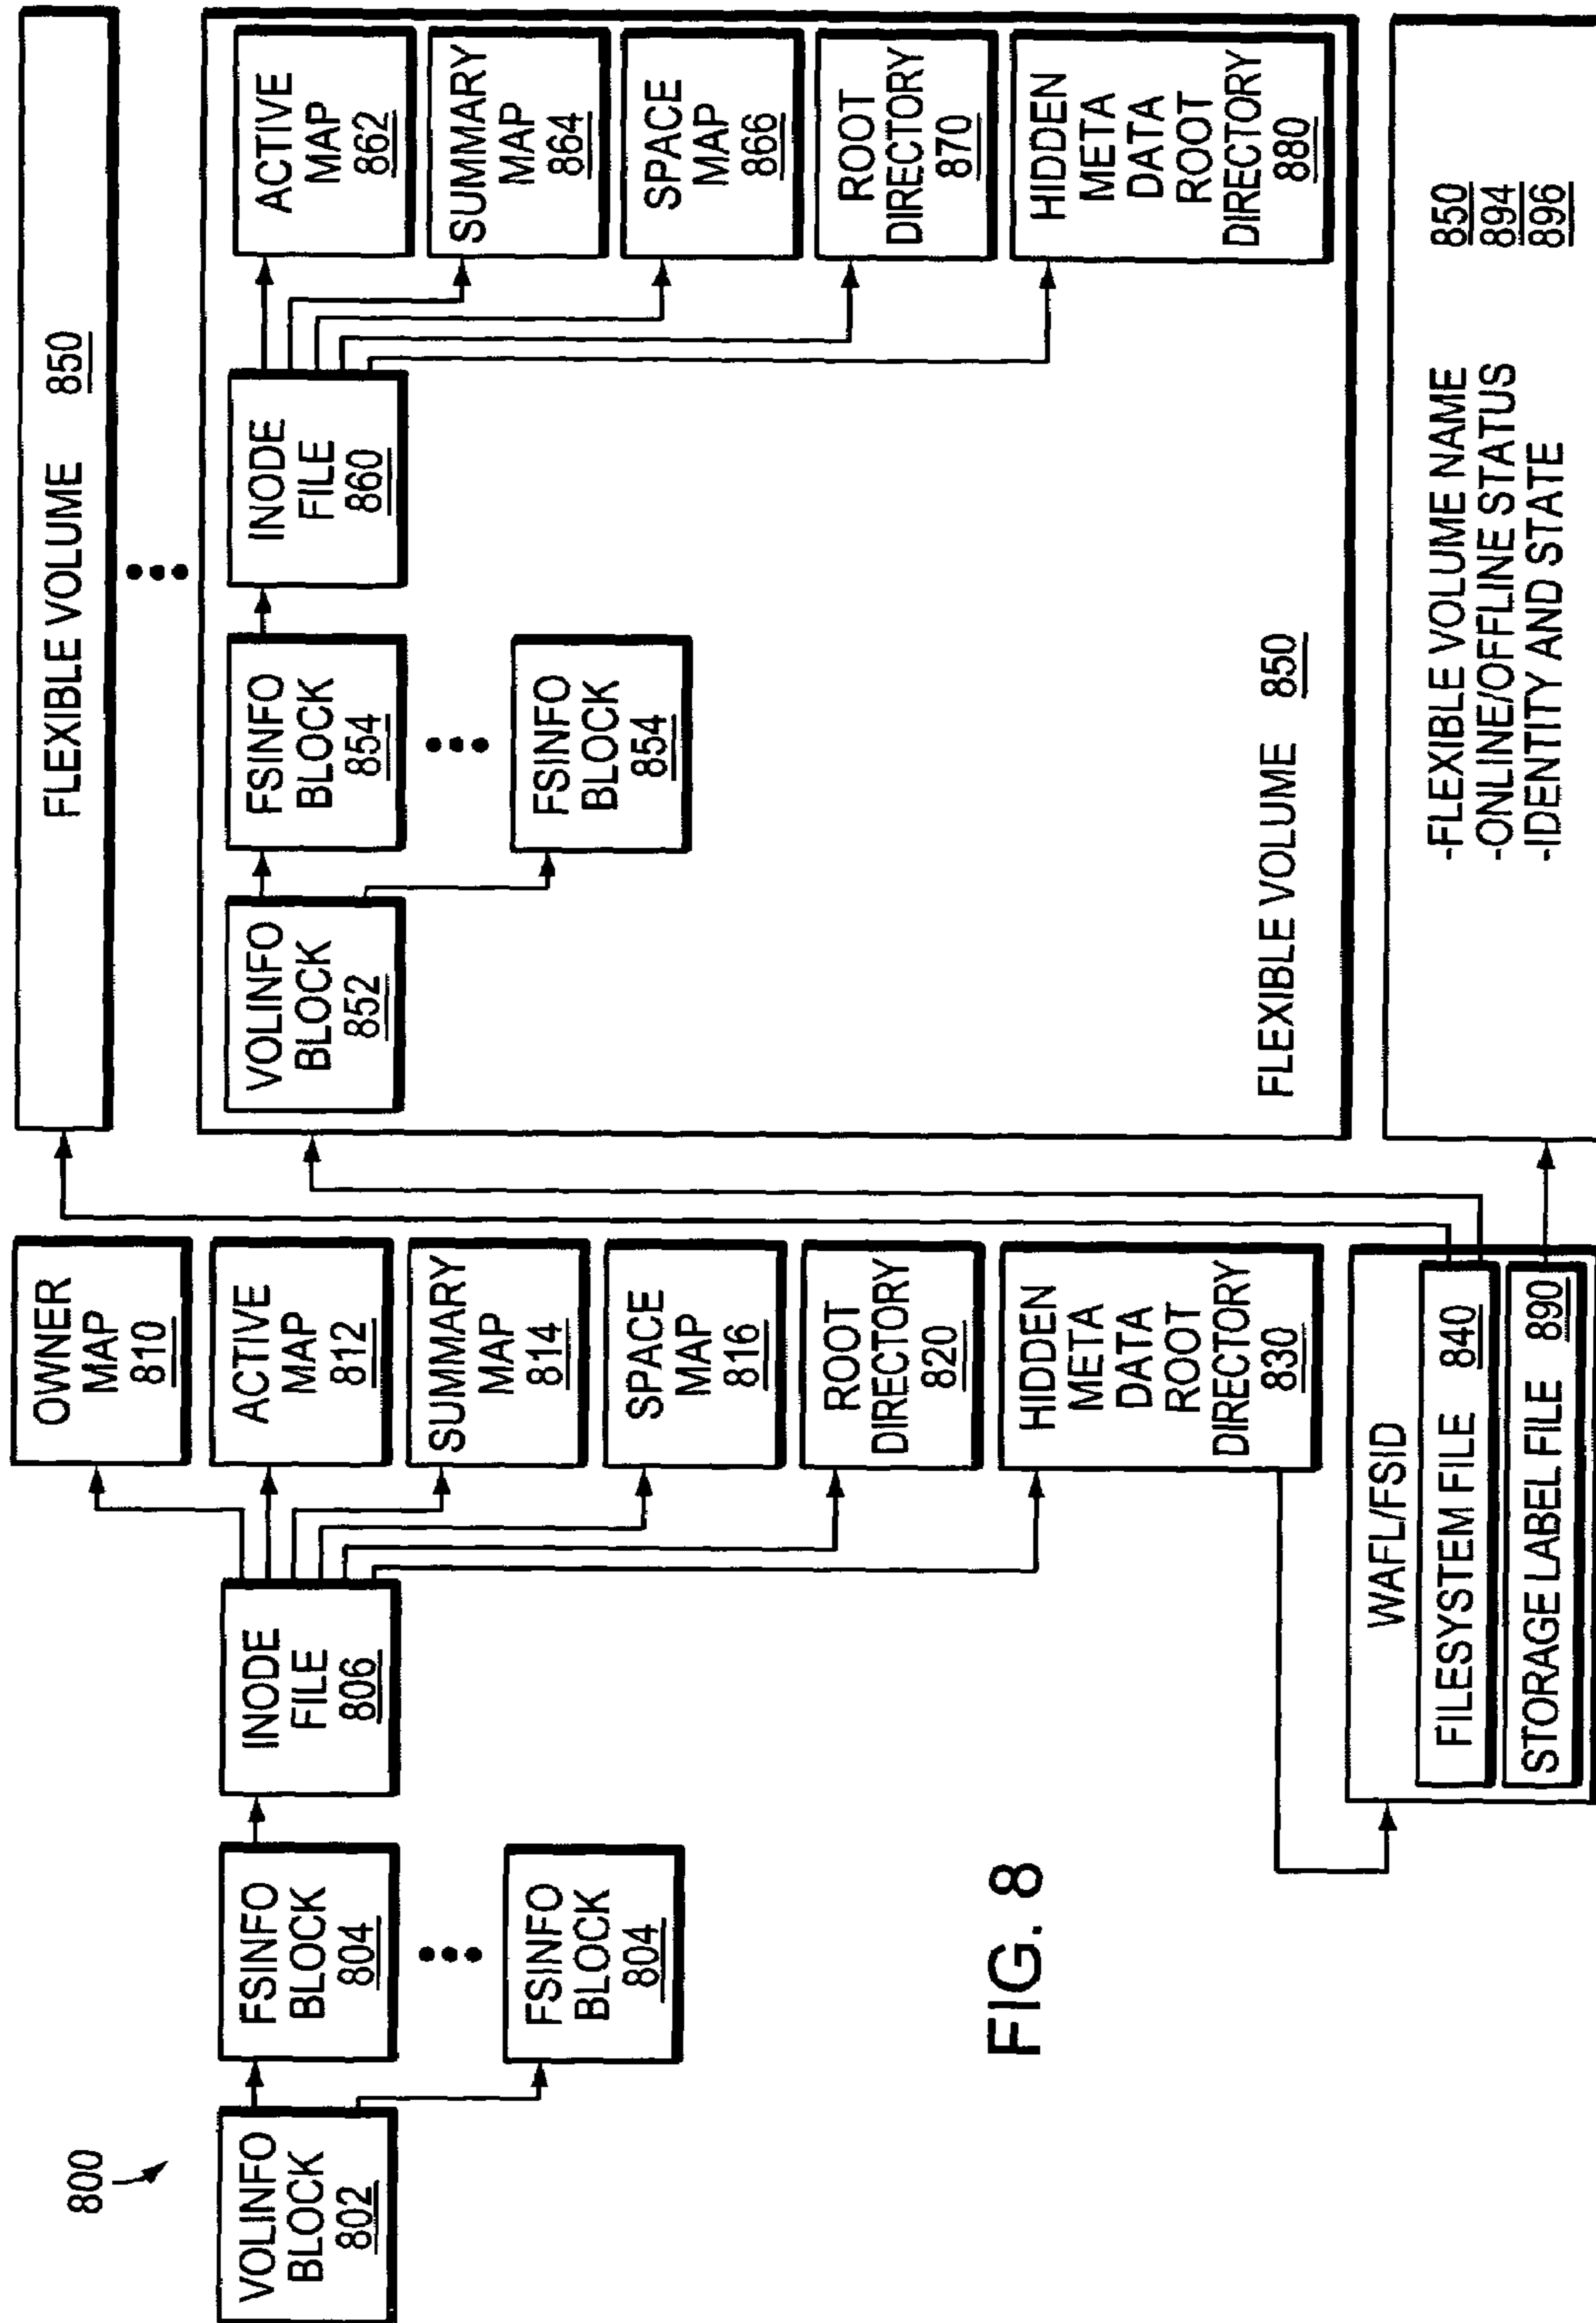 800
VOLINFO
BLOCK
802
FSINFO
BLOCK
804
FSINFO
BLOCK
804
INODE
FILE
806
OWNER
MAP
810
ACTIVE
MAP
812
SUMMARY
MAP
814
SPACE
MAP
816
ROOT
DIRECTORY
820
HIDDEN
META
DATA
ROOT
DIRECTORY
830
WAFL/FSID
FILESYSTEM FILE 840
STORAGE LABEL FILE 890
FLEXIBLE VOLUME 850
VOLINFO
BLOCK
852
FSINFO
BLOCK
854
FSINFO
BLOCK
854
INODE
FILE
860
ACTIVE
MAP
862
SUMMARY
MAP
864
SPACE
MAP
866
ROOT
DIRECTORY
870
HIDDEN
META
DATA
ROOT
DIRECTORY
880
FLEXIBLE VOLUME 850
-FLEXIBLE VOLUME NAME 850
-ONLINE/OFFLINE STATUS 894
-IDENTITY AND STATE 896
FIG. 8